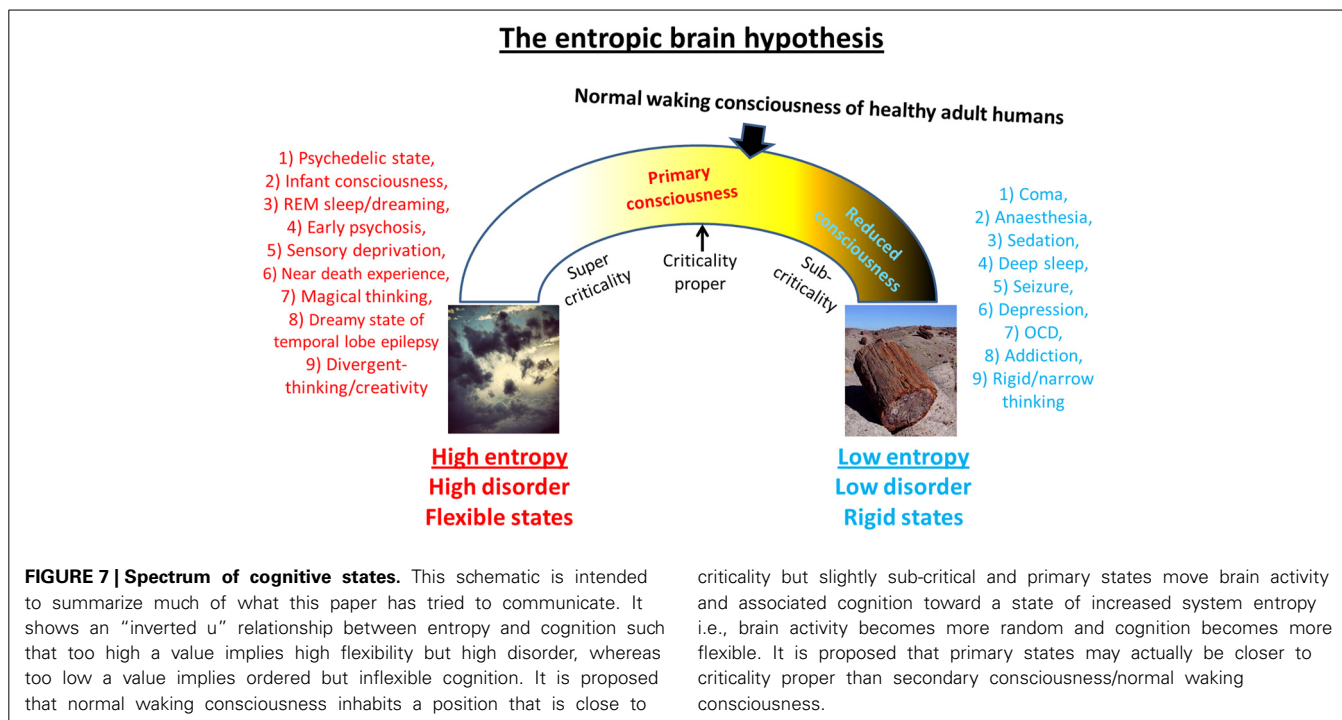 The entropic brain hypothesis
Normal waking consciousness of healthy adult humans
1) Psychedelic state,
2) Infant consciousness,
3) REM sleep/dreaming,
4) Early psychosis,
5) Sensory deprivation,
6) Near death experience,
7) Magical thinking,
8) Dreamy state of
temporal lobe epilepsy
9) Divergent-
thinking/creativity
Primary
consciousness
Reduced
consciousness
Super
criticality
Criticality
proper
Sub-
criticality
1) Coma,
2) Anaesthesia,
3) Sedation,
4) Deep sleep,
5) Seizure,
6) Depression,
7) OCD,
8) Addiction,
9) Rigid/narrow
thinking
High entropy
High disorder
Flexible states
Low entropy
Low disorder
Rigid states
FIGURE 7 | Spectrum of cognitive states. This schematic is intended
to summarize much of what this paper has tried to communicate. It
shows an “inverted u” relationship between entropy and cognition such
that too high a value implies high flexibility but high disorder, whereas
too low a value implies ordered but inflexible cognition. It is proposed
that normal waking consciousness inhabits a position that is close to
criticality but slightly sub-critical and primary states move brain activity
and associated cognition toward a state of increased system entropy
i.e., brain activity becomes more random and cognition becomes more
flexible. It is proposed that primary states may actually be closer to
criticality proper than secondary consciousness/normal waking
consciousness.